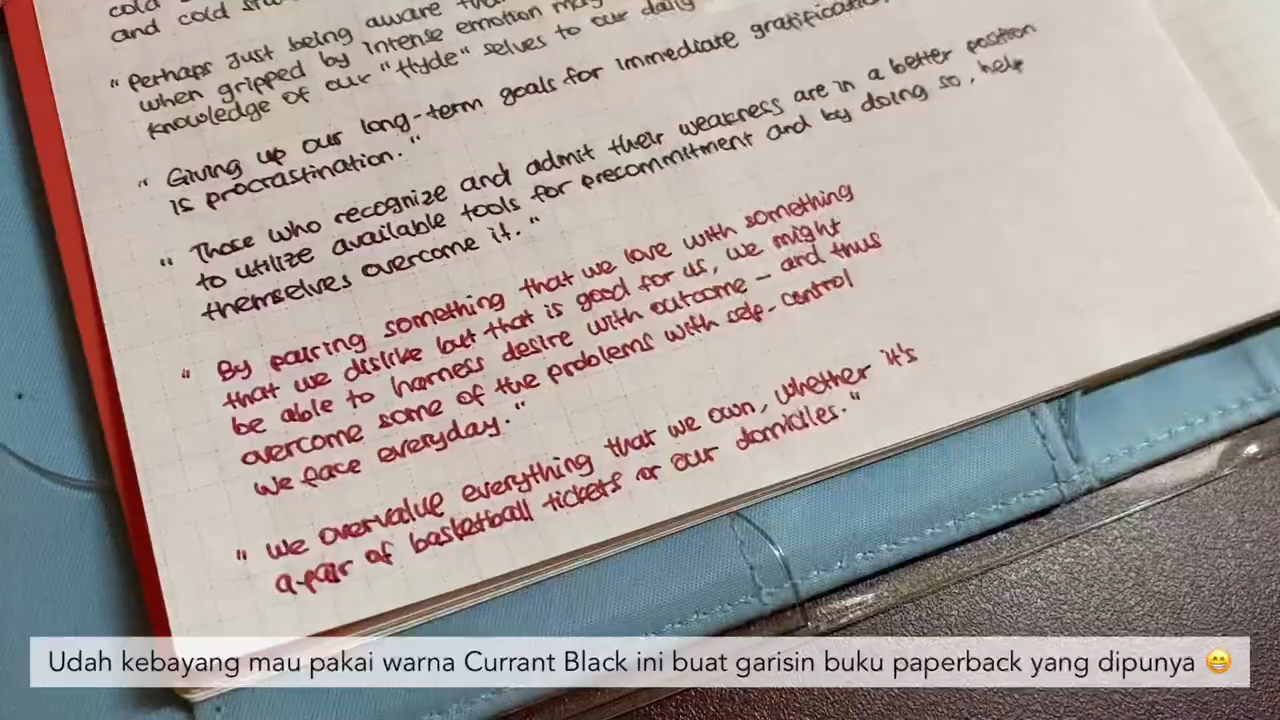 cold
and cold
"Perhaps just being aware
when gripped by intense emotion may
knowledge of our "Hyde" selves to our daily
"Giving up our long-term goals for immediate gratification
is procrastination."
"Those who recognize and admit their weakness are in a better position
to utilize available tools for precommitment and by doing so, help
themselves overcome it."
"By pairing something that we love with something
that we dislike but that is good for us, we might
be able to harness desire with outcome – and thus
overcome some of the problems with self-control
we face everyday."
"We overvalue everything that we own, whether it's
a pair of basketball tickets or our domiciles."
Udah kebayang mau pakai warna Currant Black ini buat garisin buku paperback yang dipunya 😁